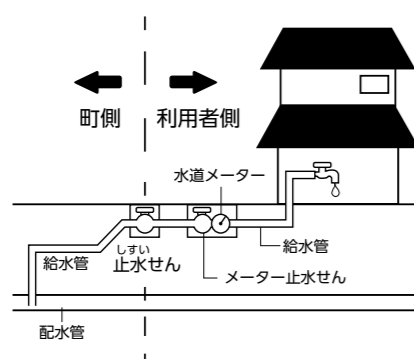 町側
利用者側
水道メーター
給水管
しすい
止水せん
給水管
メーター止水せん
配水管